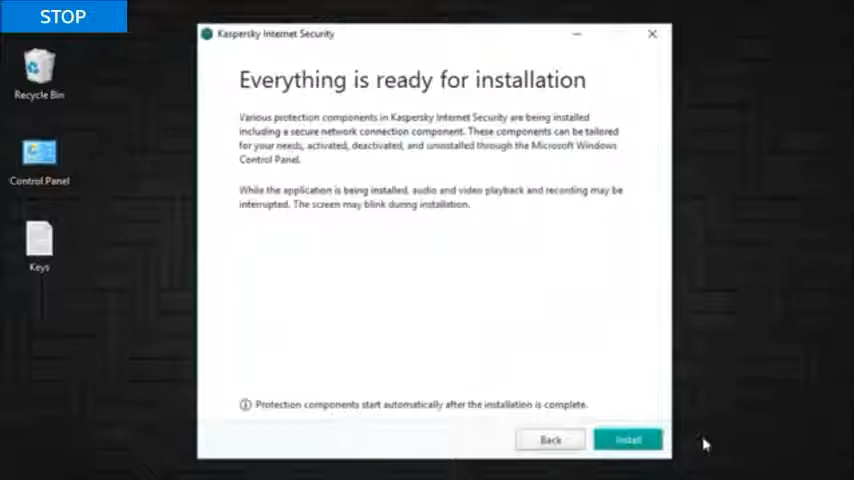 STOP
Recycle Bin
Control Panel
Keys
Kaspersky Internet Security
Everything is ready for installation
Various protection components in Kaspersky Internet Security are being installed
including a secure network connection component. These components can be tailored
for your needs, activated, deactivated, and uninstalled through the Microsoft Windows
Control Panel.
While the application is being installed, audio and video playback and recording may be
interrupted. The screen may blink during installation.
Protection components start automatically after the installation is complete.
Back
Install